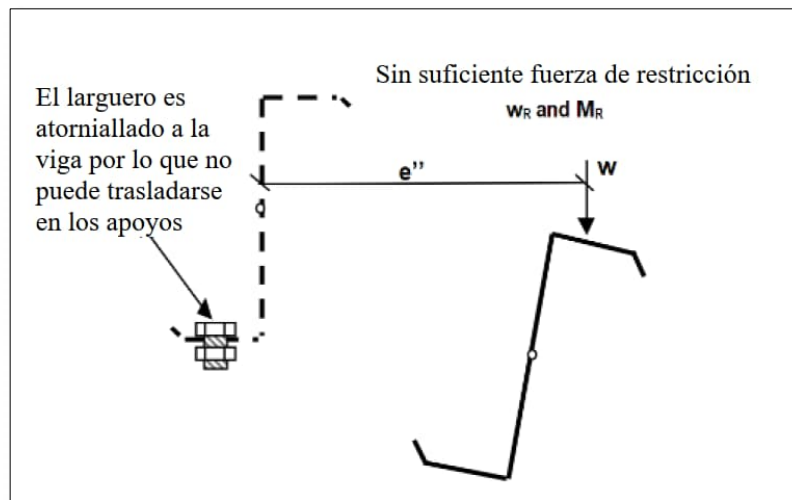 Sin suficiente fuerza de restricción
wR and MR
El larguero es
atorniallado a la
viga por lo que no
puede trasladarse
en los apoyos
e’’
w